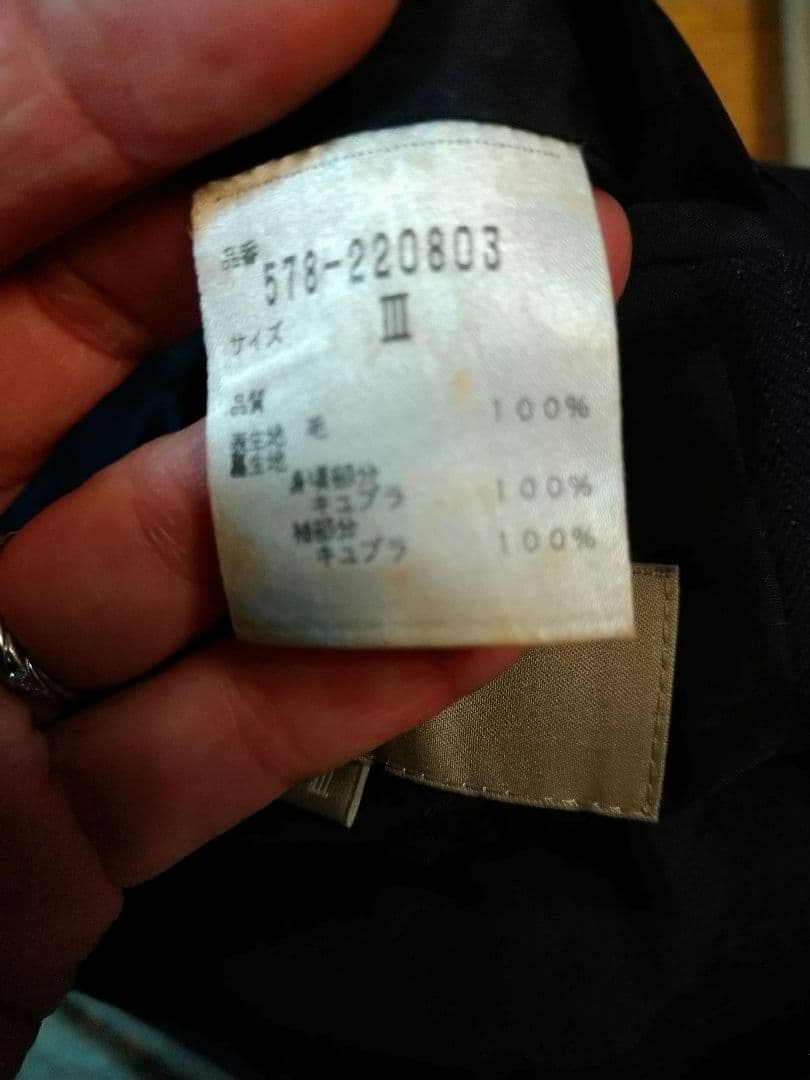 品番 578-220803
サイズ Ⅲ
品質
表生地 毛 100%
裏生地
身頃部分
キュプラ 100%
袖部分
キュプラ 100%
Ⅲ